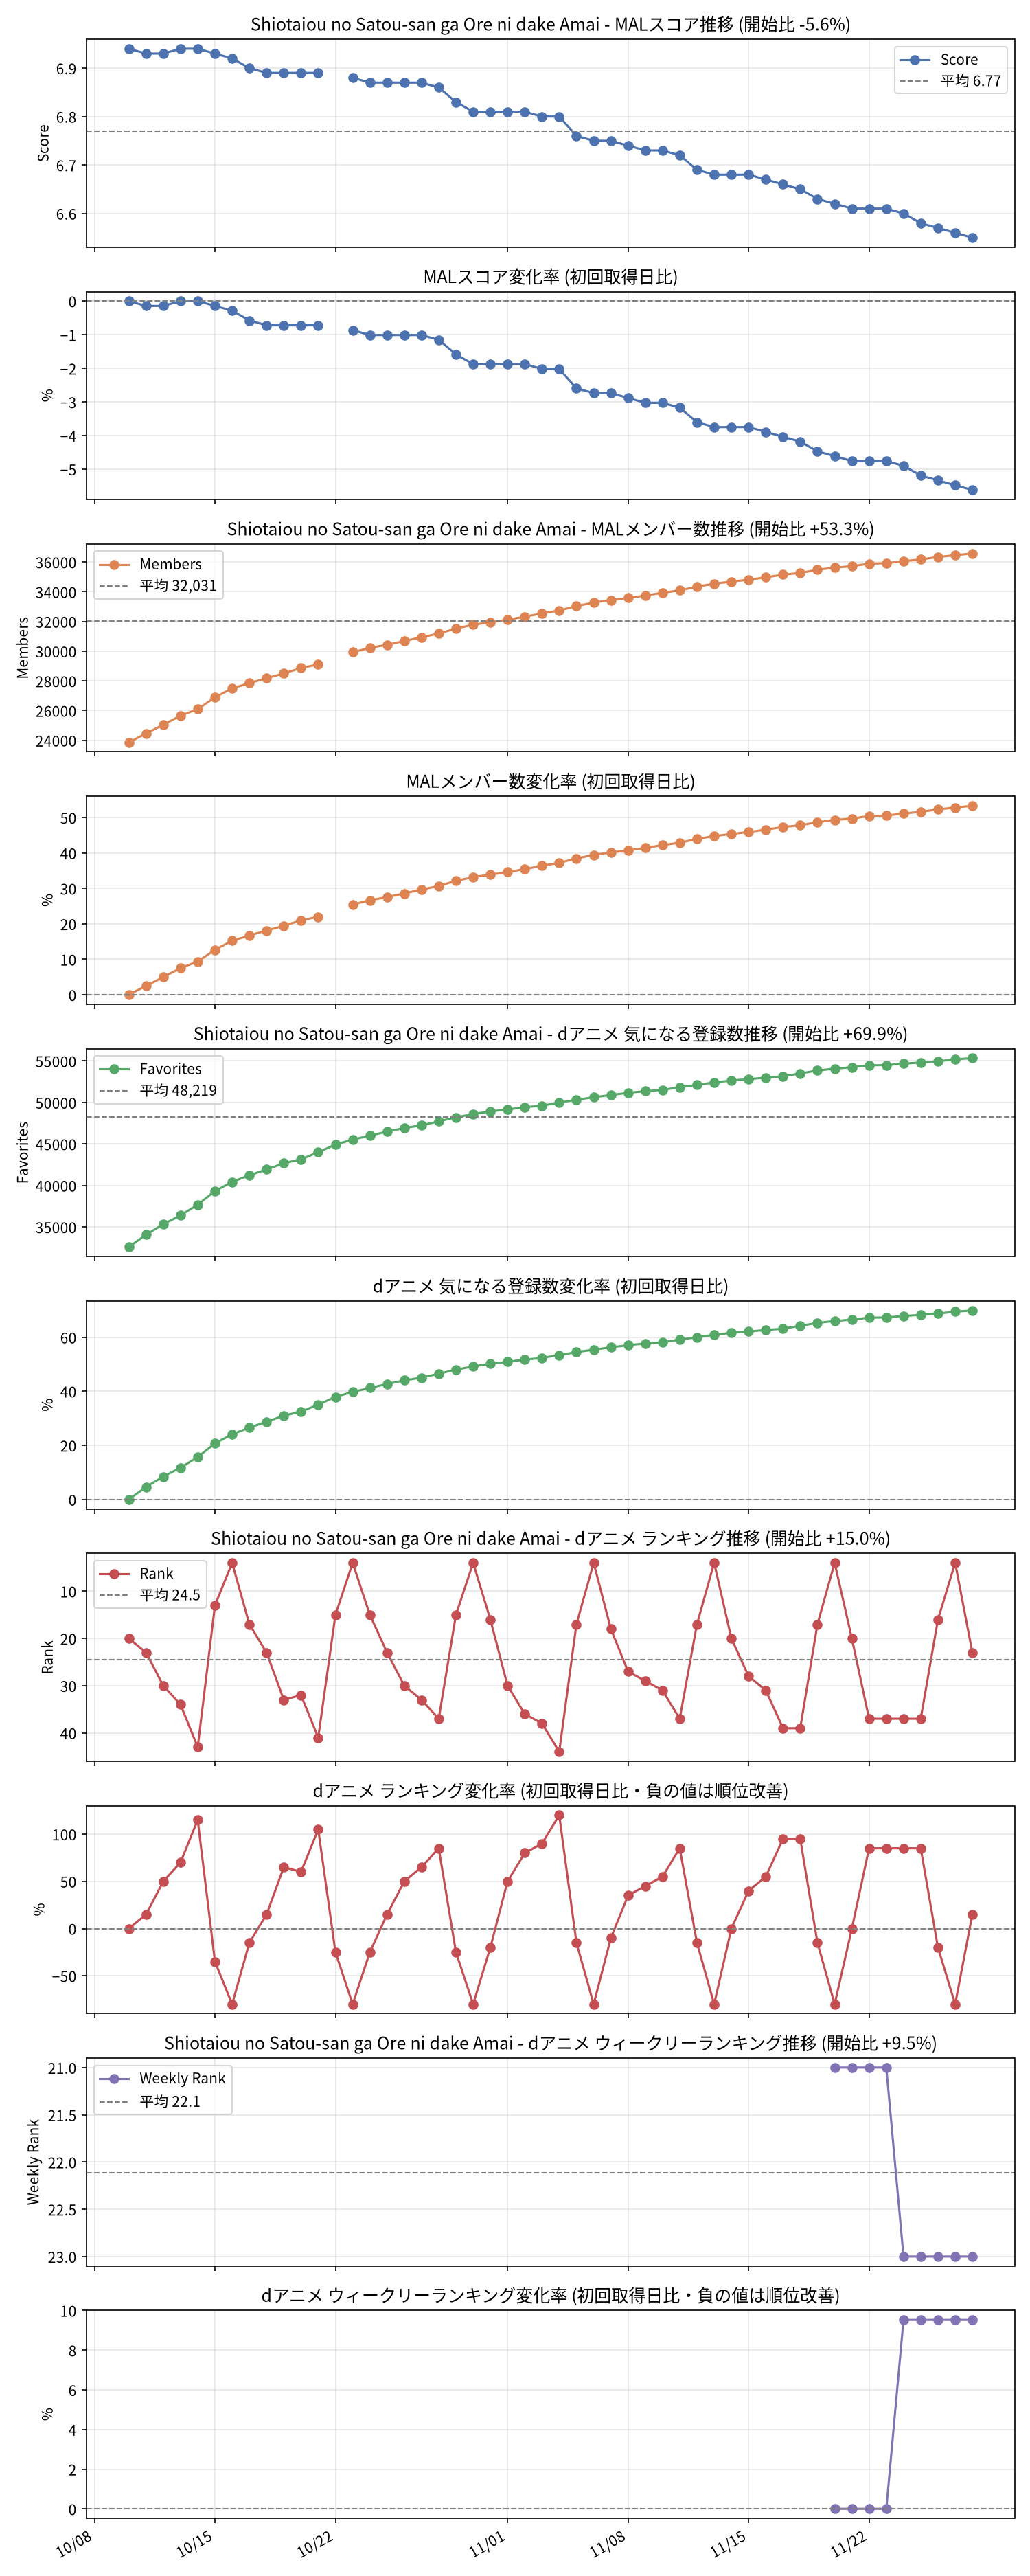 Shiotaiou no Satou-san ga Ore ni dake Amai - MALスコア推移 (開始比 -5.6%)
Score
平均 6.77
6.9
6.8
6.7
6.6
Score
MALスコア変化率 (初回取得日比)
0
−1
−2
−3
−4
−5
%
Shiotaiou no Satou-san ga Ore ni dake Amai - MALメンバー数推移 (開始比 +53.3%)
Members
平均 32,031
36000
34000
32000
30000
28000
26000
24000
Members
MALメンバー数変化率 (初回取得日比)
50
40
30
20
10
0
%
Shiotaiou no Satou-san ga Ore ni dake Amai - dアニメ 気になる登録数推移 (開始比 +69.9%)
Favorites
平均 48,219
55000
50000
45000
40000
35000
Favorites
dアニメ 気になる登録数変化率 (初回取得日比)
60
40
20
0
%
Shiotaiou no Satou-san ga Ore ni dake Amai - dアニメ ランキング推移 (開始比 +15.0%)
Rank
平均 24.5
10
20
30
40
Rank
dアニメ ランキング変化率 (初回取得日比・負の値は順位改善)
100
50
0
−50
%
Shiotaiou no Satou-san ga Ore ni dake Amai - dアニメ ウィークリーランキング推移 (開始比 +9.5%)
Weekly Rank
平均 22.1
21.0
21.5
22.0
22.5
23.0
Weekly Rank
dアニメ ウィークリーランキング変化率 (初回取得日比・負の値は順位改善)
10
8
6
4
2
0
%
10/08
10/15
10/22
11/01
11/08
11/15
11/22